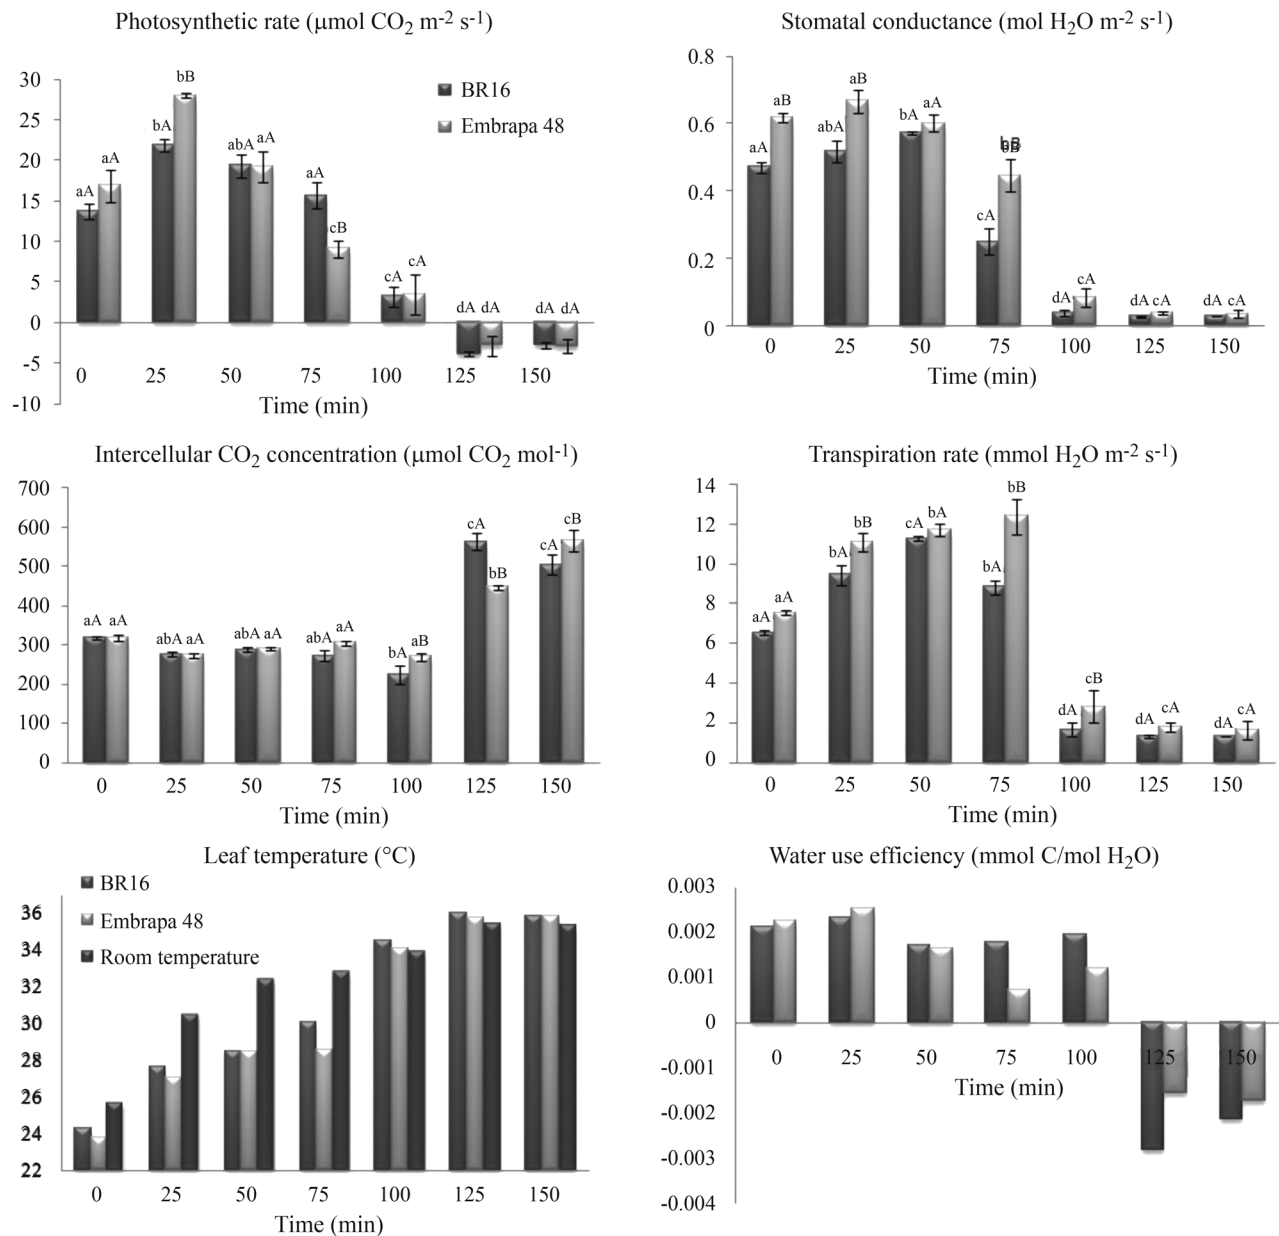 Photosynthetic rate (μmol CO2 m-2 s-1)
30
25
20
15
10
5
0
-5
-10
aA
aA
bA
bB
abA
aA
aA
cB
cA
cA
dA dA
dA dA
BR16
Embrapa 48
0 25 50 75 100 125 150
Time (min)
Stomatal conductance (mol H2O m-2 s-1)
0.8
0.6
0.4
0.2
0
aA
aB
abA
aB
bA
aA
cA
bB
dA
cA
dA cA
dA cA
0 25 50 75 100 125 150
Time (min)
Intercellular CO2 concentration (μmol CO2 mol-1)
700
600
500
400
300
200
100
0
aA aA
abA aA
abA aA
abA
aA
bA
aB
cA
bB
cA
cB
0 25 50 75 100 125 150
Time (min)
Transpiration rate (mmol H2O m-2 s-1)
14
12
10
8
6
4
2
0
aA
aA
bA
bB
cA
bA
bA
bB
dA
cB
dA
cA
dA
cA
0 25 50 75 100 125 150
Time (min)
Leaf temperature (°C)
BR16
Embrapa 48
Room temperature
36
34
32
30
28
26
24
22
0 25 50 75 100 125 150
Time (min)
Water use efficiency (mmol C/mol H2O)
0.003
0.002
0.001
0
-0.001
-0.002
-0.003
-0.004
0 25 50 75 100 125 150
Time (min)